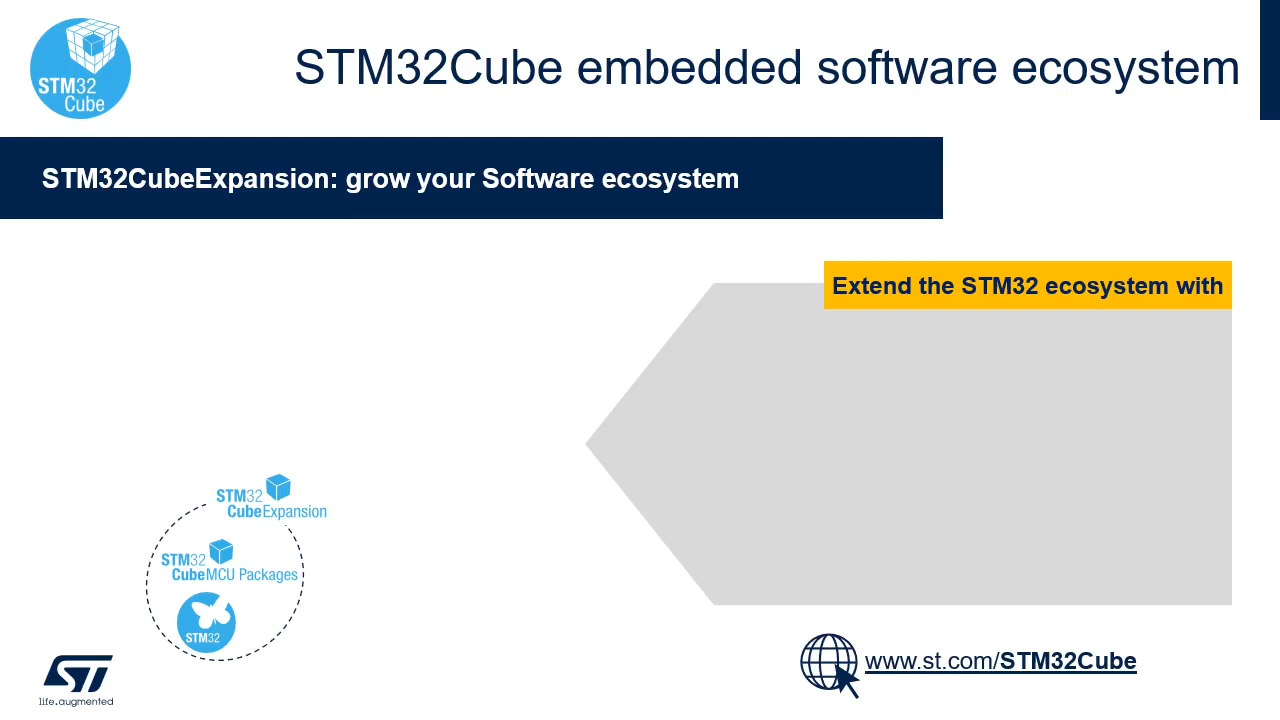 STM32
Cube
STM32Cube embedded software ecosystem
STM32CubeExpansion: grow your Software ecosystem
Extend the STM32 ecosystem with
STM32
CubeExpansion
STM32
CubeMCU Packages
STM32
ST
life.augmented
www.st.com/STM32Cube